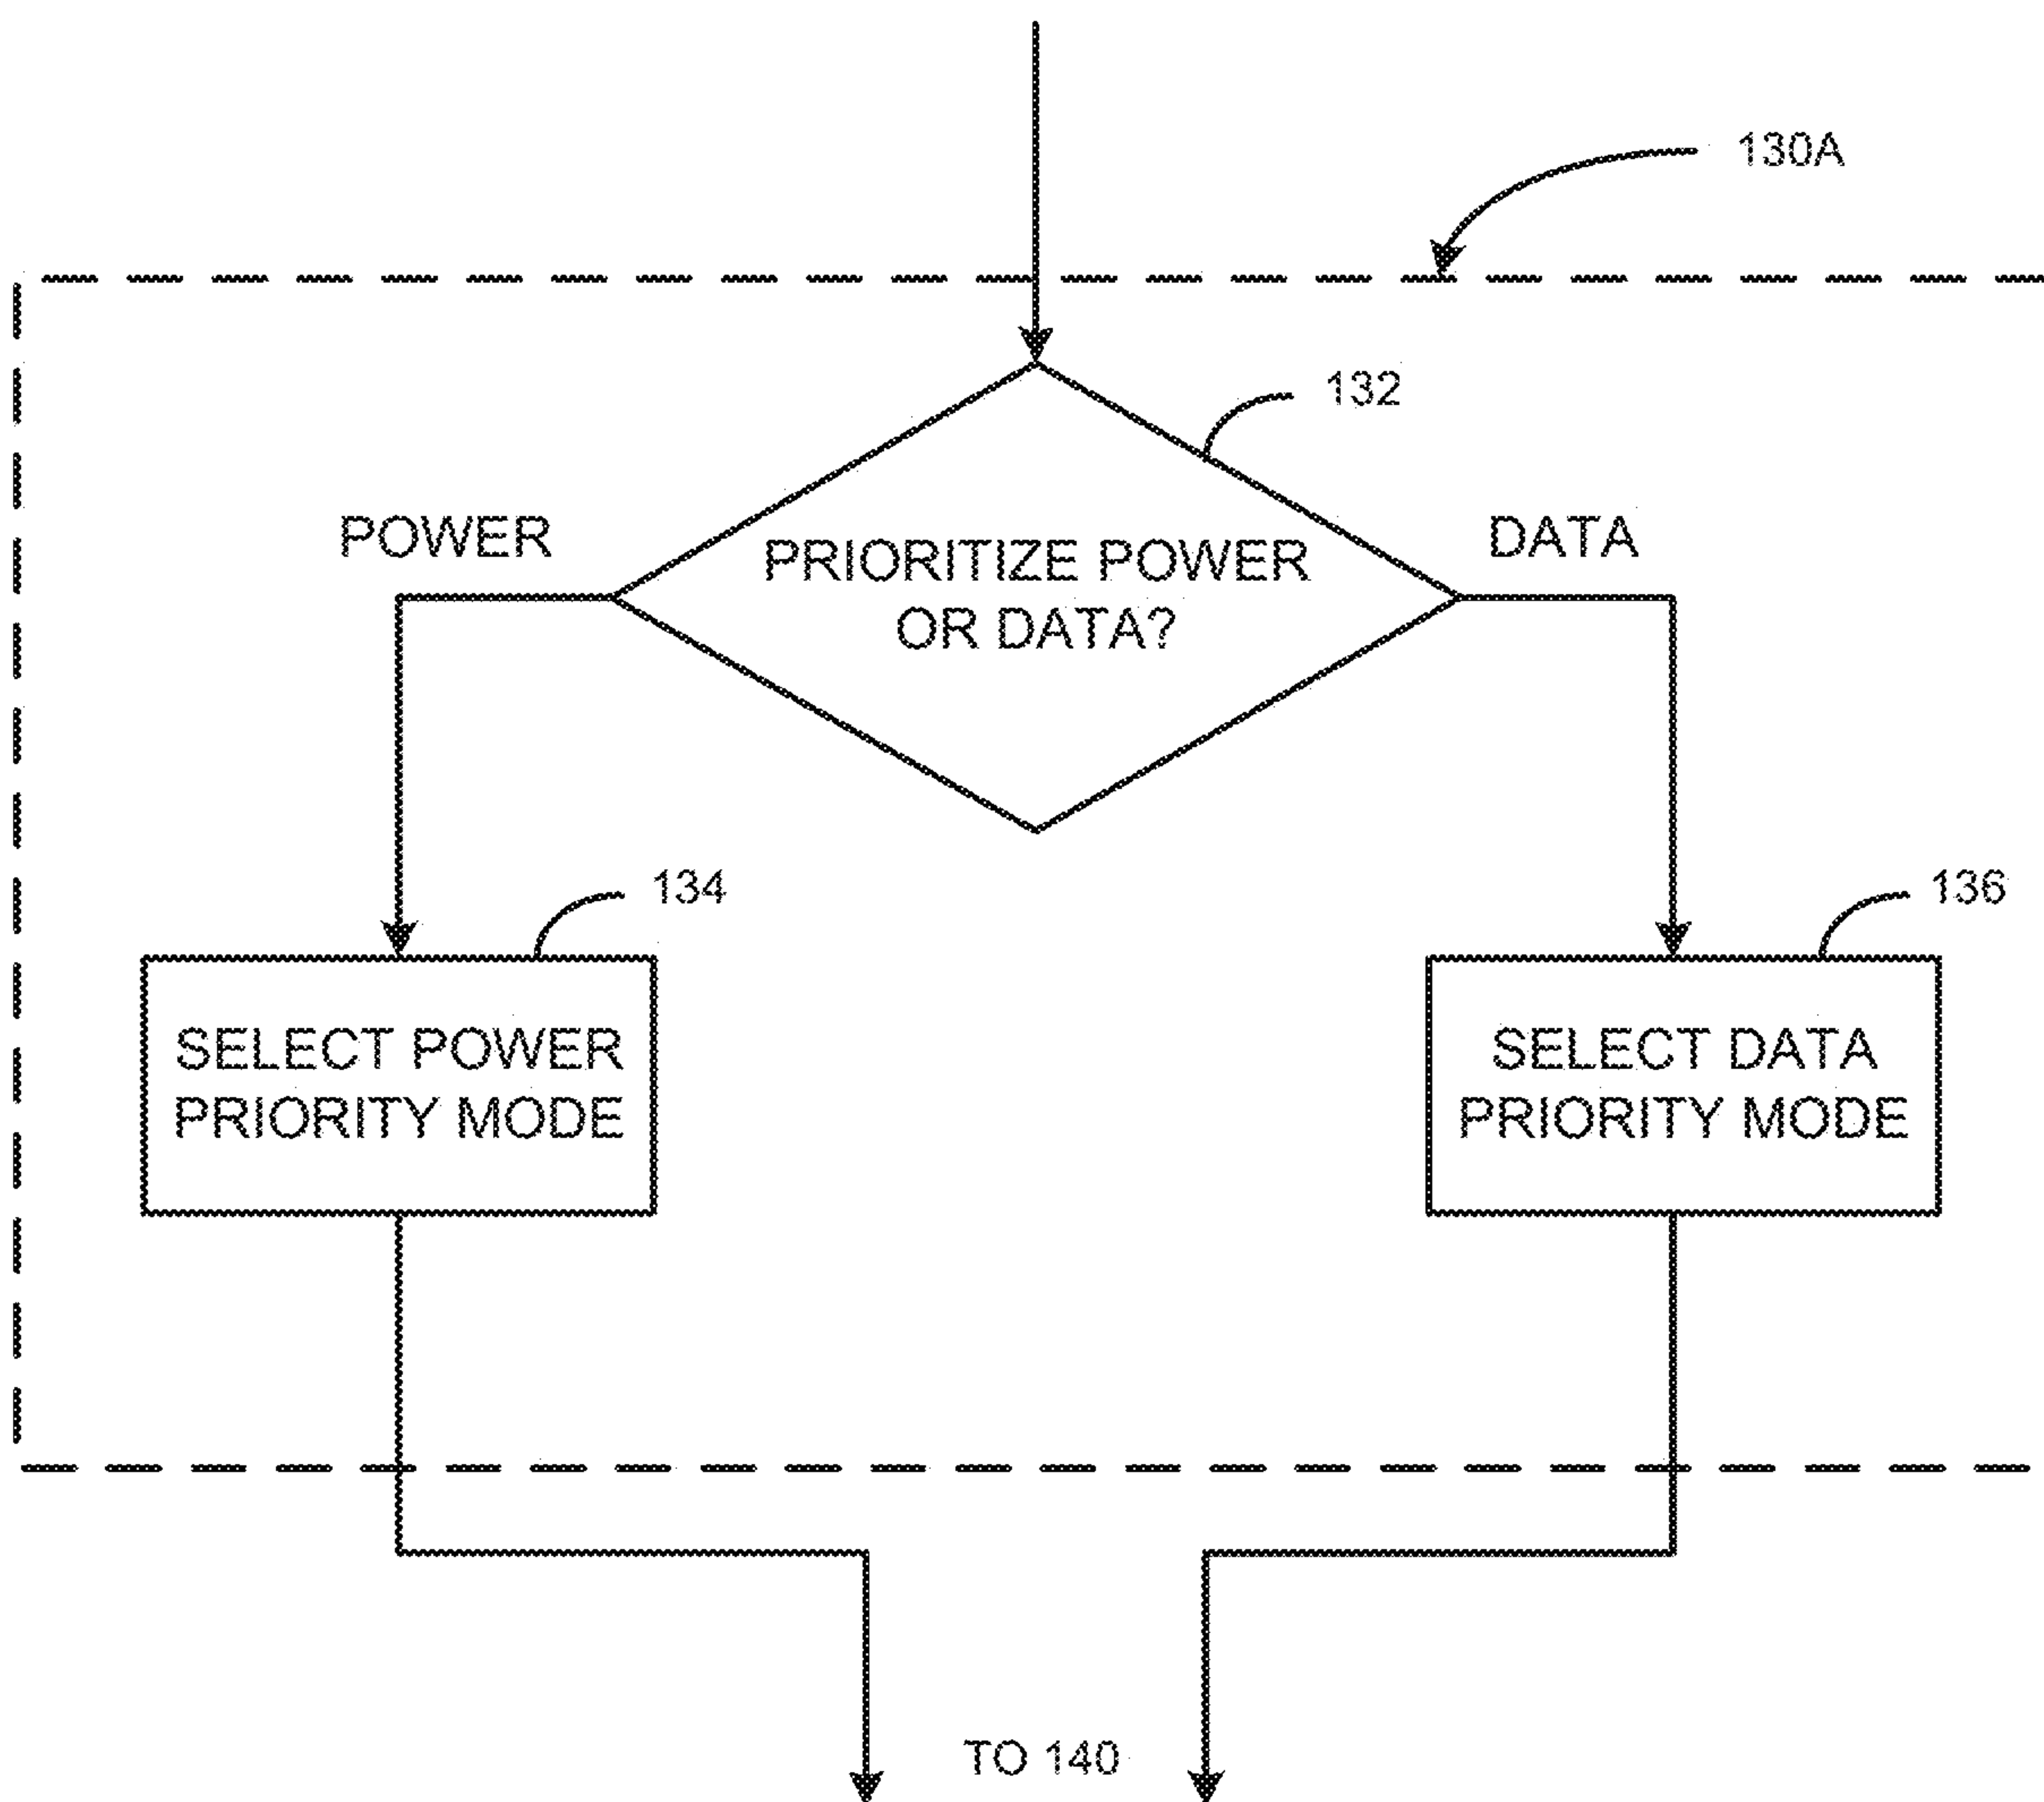 130A
132
POWER
DATA
PRIORITIZE POWER
OR DATA?
134
136
SELECT POWER
PRIORITY MODE
SELECT DATA
PRIORITY MODE
TO 140